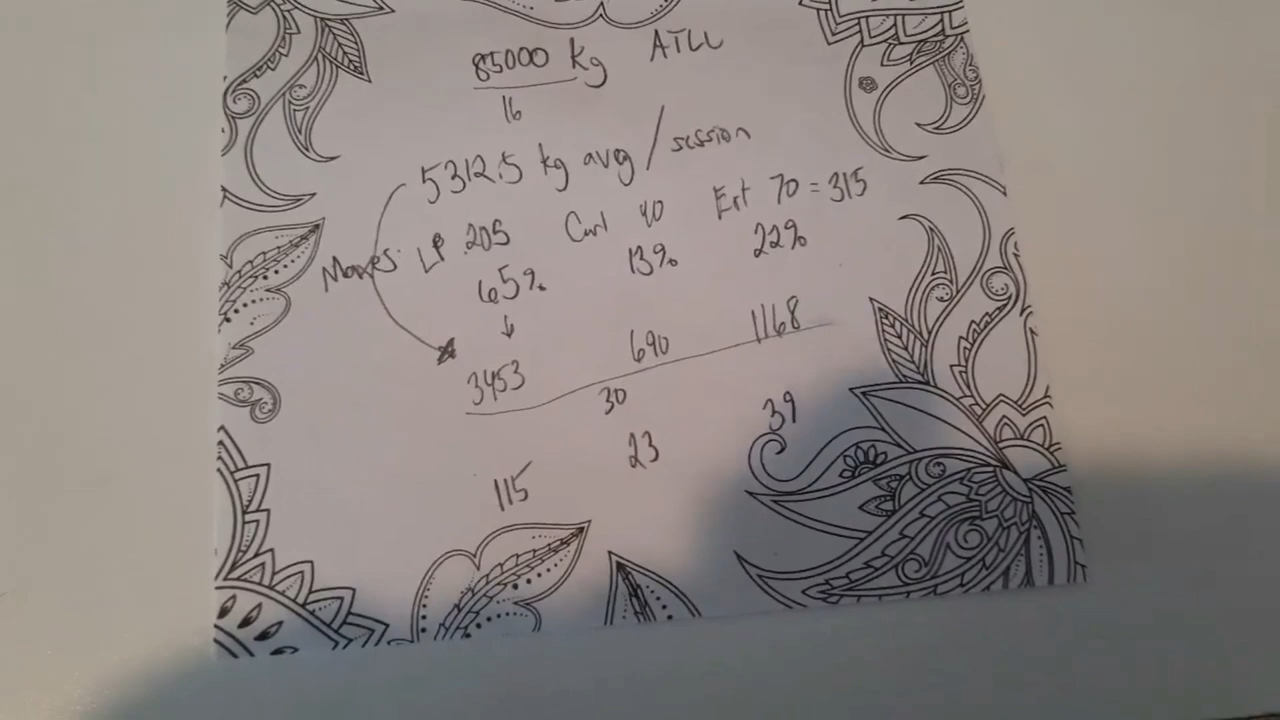 85000 kg ATLL
16
5312.5 kg avg / session
Maxes: LP 205 Curl 40 Ext 70 = 315
65% 13% 22%
3453 690 1168
30
115 23 39